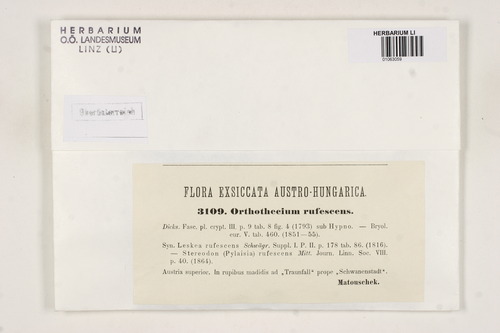 HERBARIUM
O.Ö. LANDESMUSEUM
LINZ (LI)
HERBARIUM LI
01063059
Oberösterreich
FLORA EXSICCATA AUSTRO-HUNGARICA.
3109. Orthothecium rufescens.
Dicks. Fasc. pl. crypt. III. p. 9 tab. 8 fig. 4 (1793) sub Hypno. — Bryol.
eur. V. tab. 460. (1851—55).
Syn. Leskea rufescens Schwägr. Suppl. I. P. II. p. 178 tab. 86. (1816).
— Stereodon (Pylaisia) rufescens Mitt. Journ. Linn. Soc. VIII.
p. 40. (1864).
Austria superior. In rupibus madidis ad „Traunfall“ prope „Schwanenstadt“.
Matouschek.